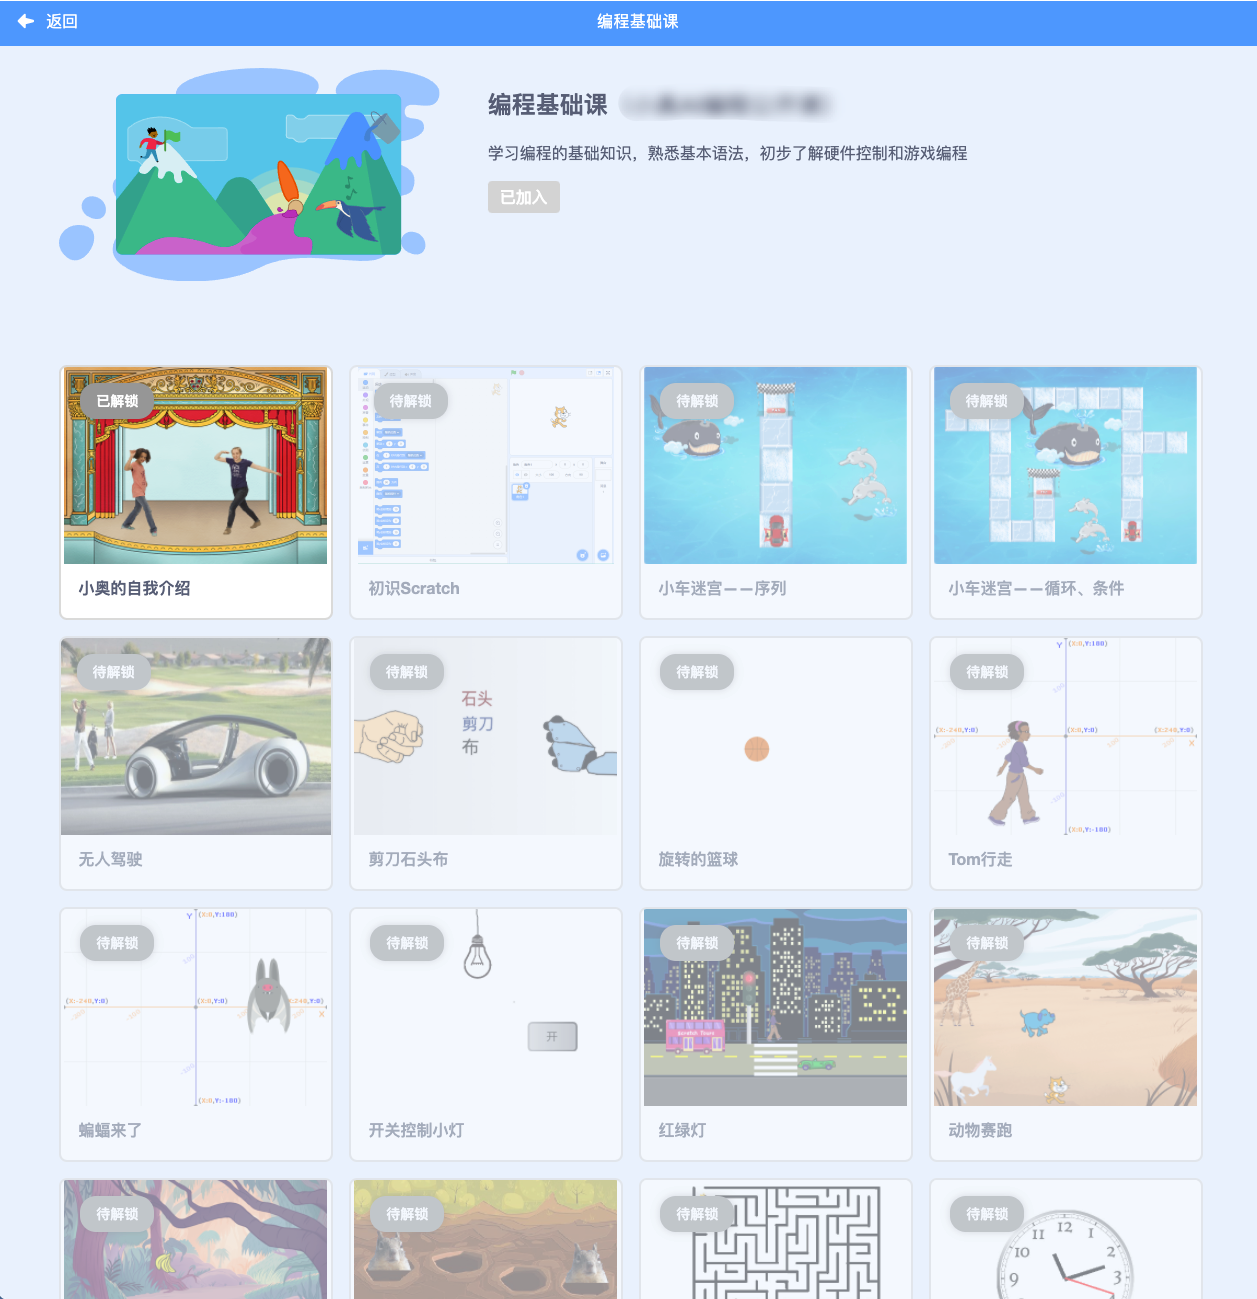 返回
编程基础课
编程基础课
学习编程的基础知识，熟悉基本语法，初步了解硬件控制和游戏编程
已加入
已解锁
待解锁
待解锁
待解锁
小奥的自我介绍
初识Scratch
小车迷宫——序列
小车迷宫——循环、条件
待解锁
待解锁
石头
剪刀
布
待解锁
待解锁
Y
(X:0,Y:180)
(X:-240,Y:0)
(X:0,Y:0)
(X:240,Y:0)
X
(X:0,Y:-180)
无人驾驶
剪刀石头布
旋转的篮球
Tom行走
待解锁
Y
(X:0,Y:180)
(X:-240,Y:0)
(X:0,Y:0)
X:240,Y:0)
X
(X:0,Y:-180)
待解锁
开
待解锁
Scratch Tours
待解锁
蝙蝠来了
开关控制小灯
红绿灯
动物赛跑
待解锁
待解锁
待解锁
待解锁
12
11
1
10
2
9
3